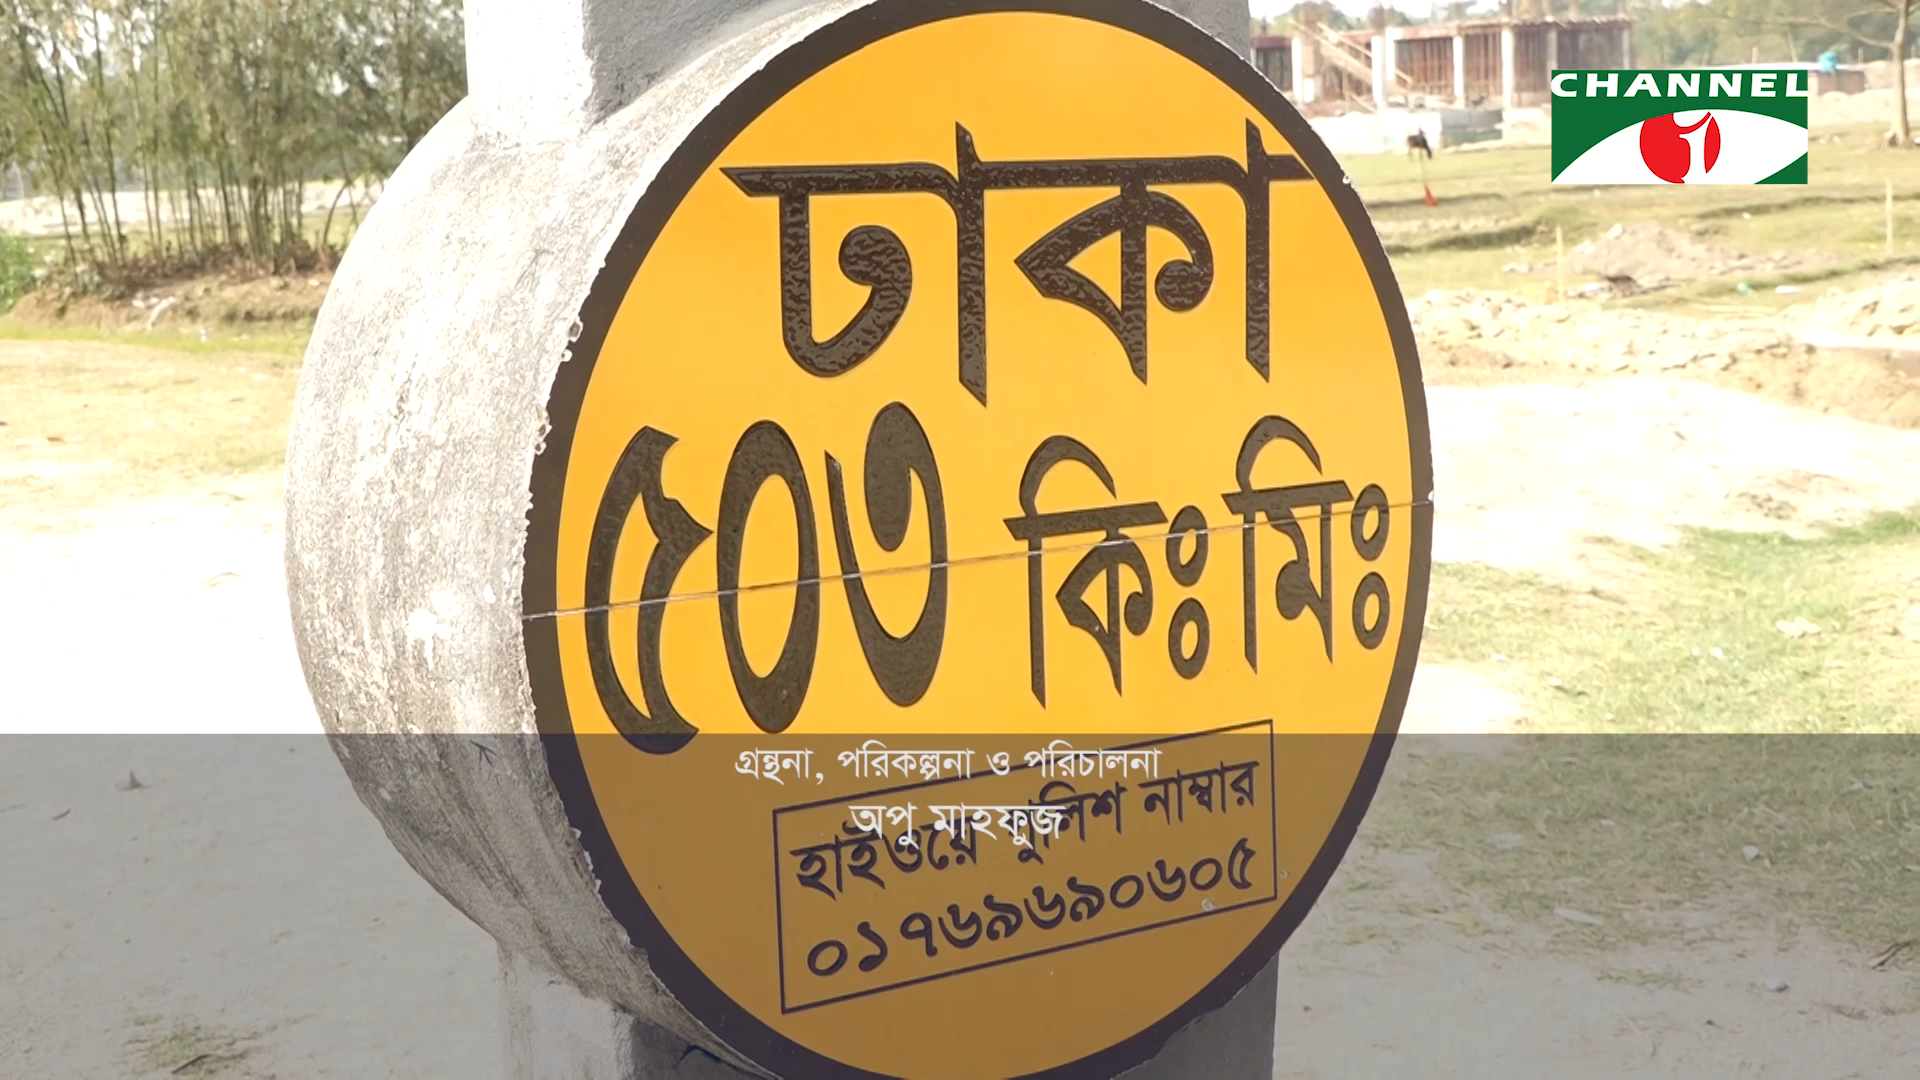 CHANNEL
i
ঢাকা
৫০৩ কিঃ মিঃ
গ্রন্থনা, পরিকল্পনা ও পরিচালনা
অপু মাহফুজ
হাইওয়ে পুলিশ নাম্বার
০১৭৬৯৬৯০৬০৫